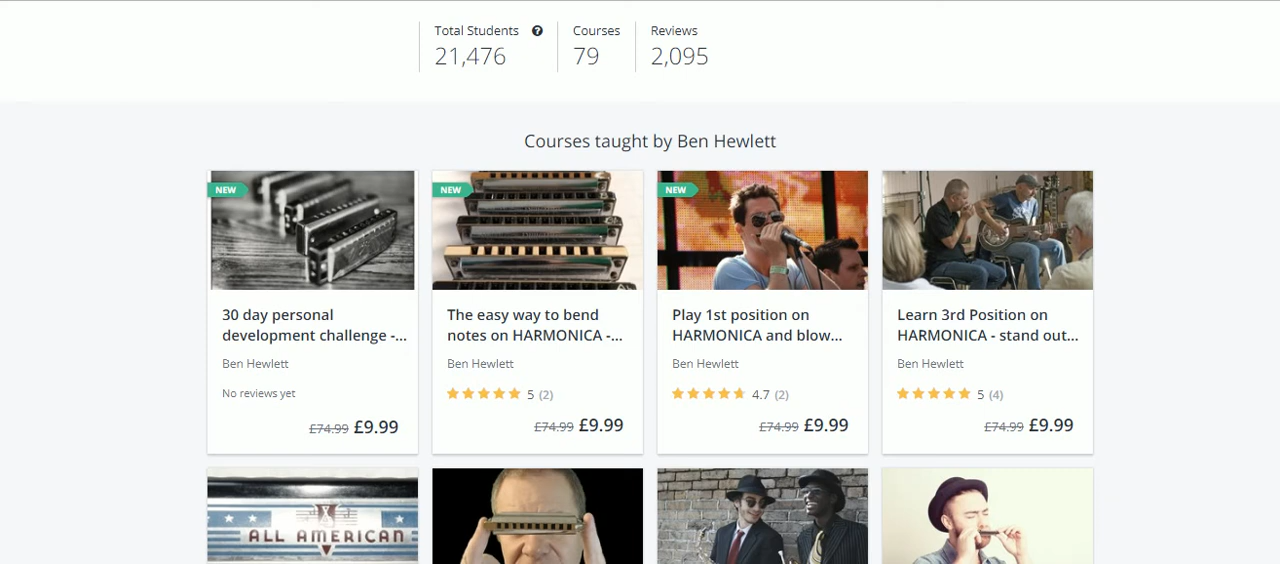 Total Students
Courses
Reviews
21,476
79
2,095
Courses taught by Ben Hewlett
NEW
NEW
NEW
30 day personal
development challenge -...
Ben Hewlett
No reviews yet
£74.99 £9.99
The easy way to bend
notes on HARMONICA -...
Ben Hewlett
5 (2)
£74.99 £9.99
Play 1st position on
HARMONICA and blow...
Ben Hewlett
4.7 (2)
£74.99 £9.99
Learn 3rd Position on
HARMONICA - stand out...
Ben Hewlett
5 (4)
£74.99 £9.99
ALL AMERICAN